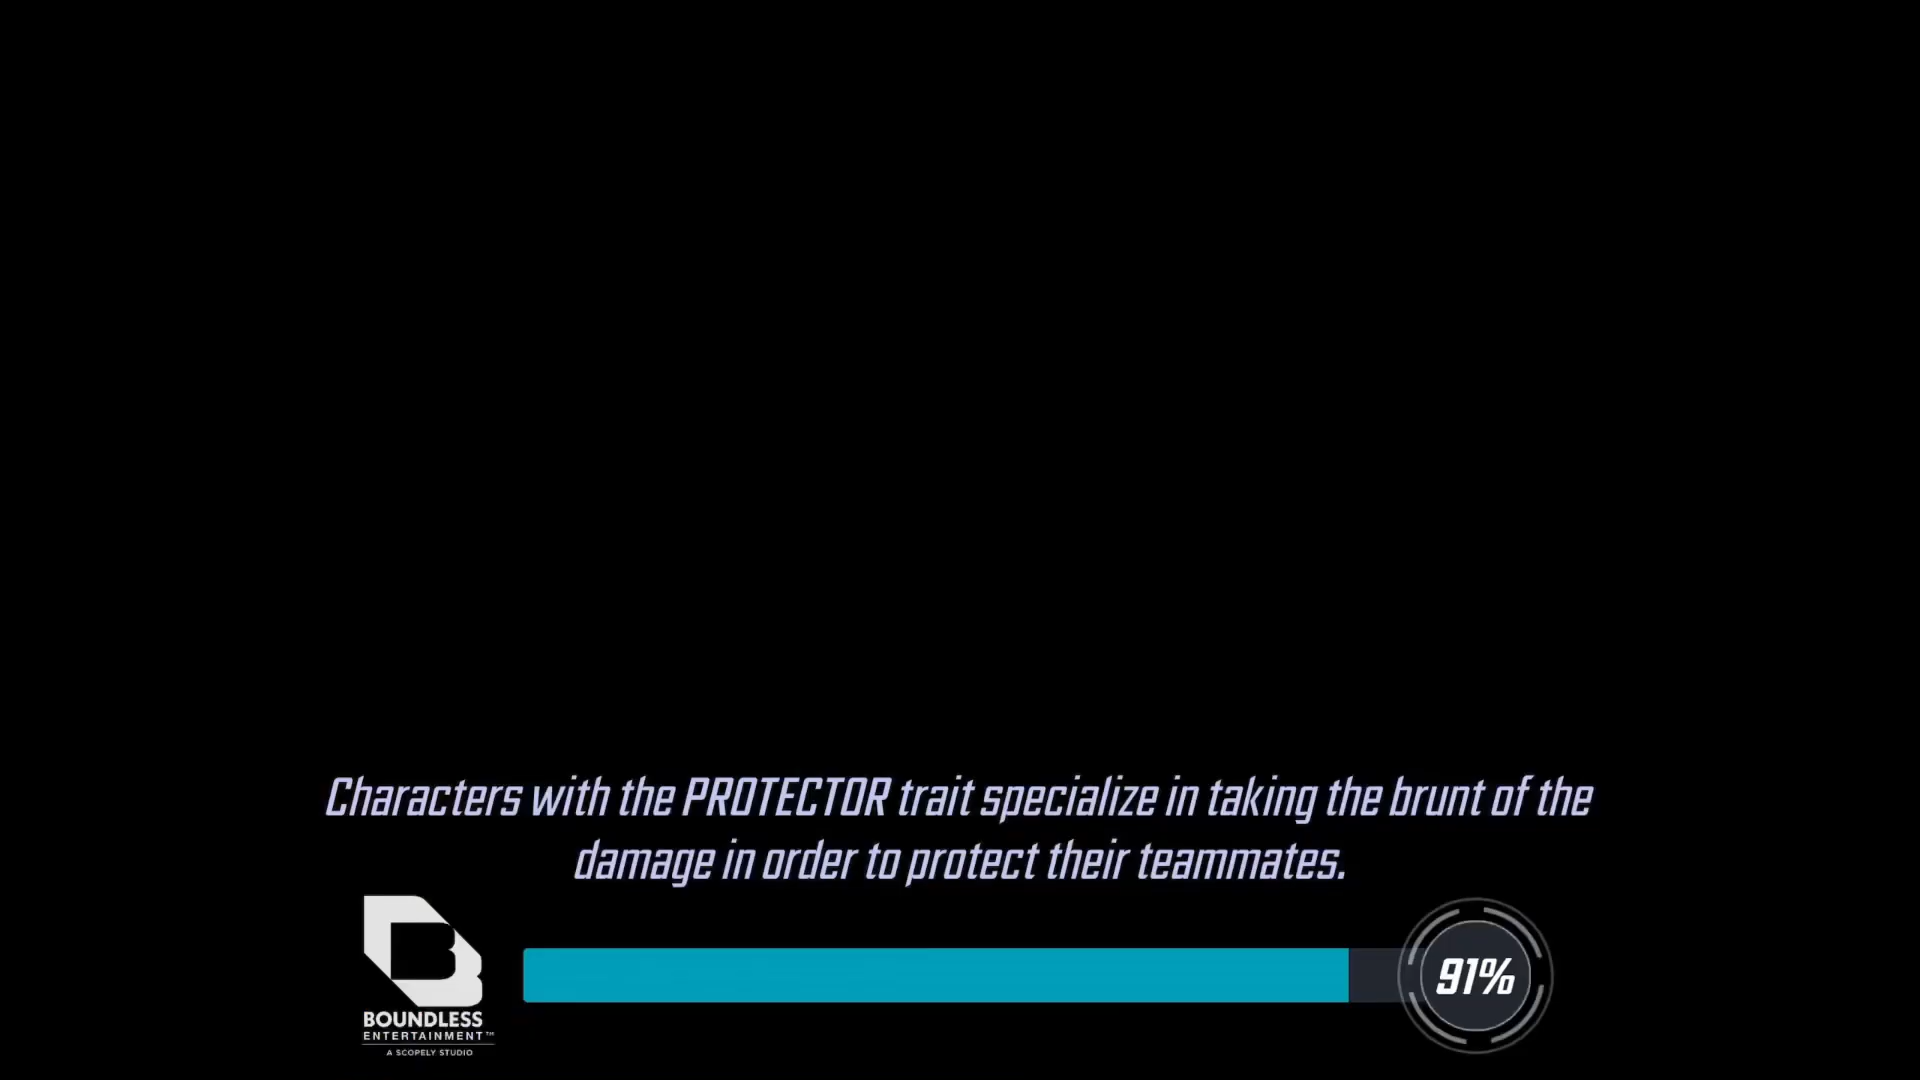 Characters with the PROTECTOR trait specialize in taking the brunt of the
damage in order to protect their teammates.
91%
BOUNDLESS
ENTERTAINMENT™
A SCOPELY STUDIO